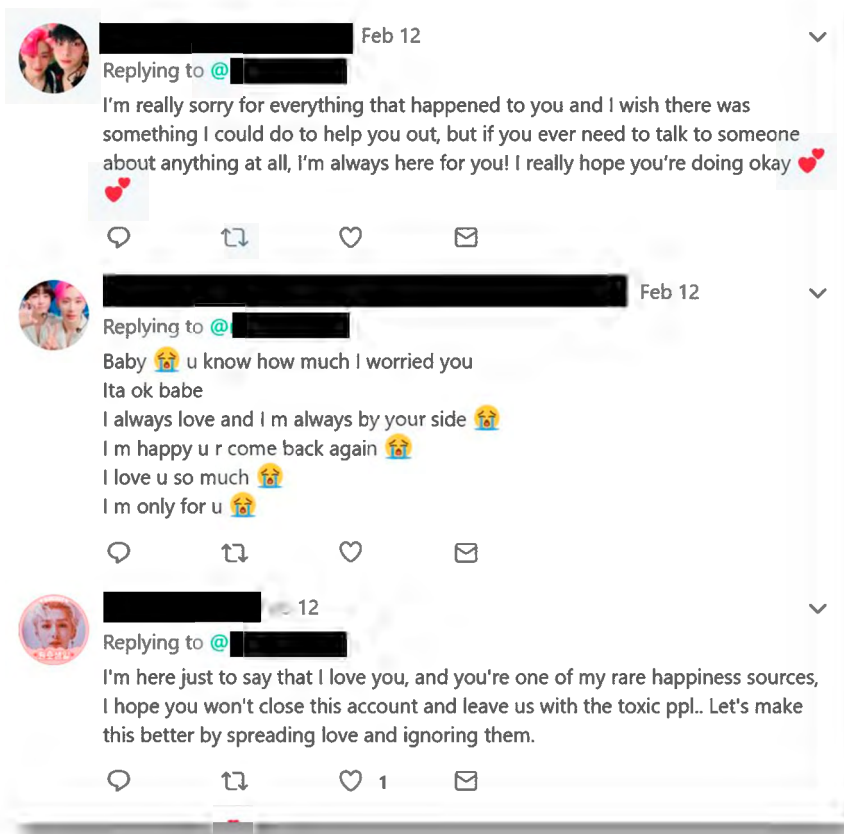 Feb 12
Replying to @
I'm really sorry for everything that happened to you and I wish there was
something I could do to help you out, but if you ever need to talk to someone
about anything at all, I'm always here for you! I really hope you're doing okay 💕
💕
Feb 12
Replying to @
Baby 😭 u know how much I worried you
Ita ok babe
I always love and I m always by your side 😭
I m happy u r come back again 😭
I love u so much 😭
I m only for u 😭
12
Replying to @
I'm here just to say that I love you, and you're one of my rare happiness sources,
I hope you won't close this account and leave us with the toxic ppl.. Let's make
this better by spreading love and ignoring them.
1